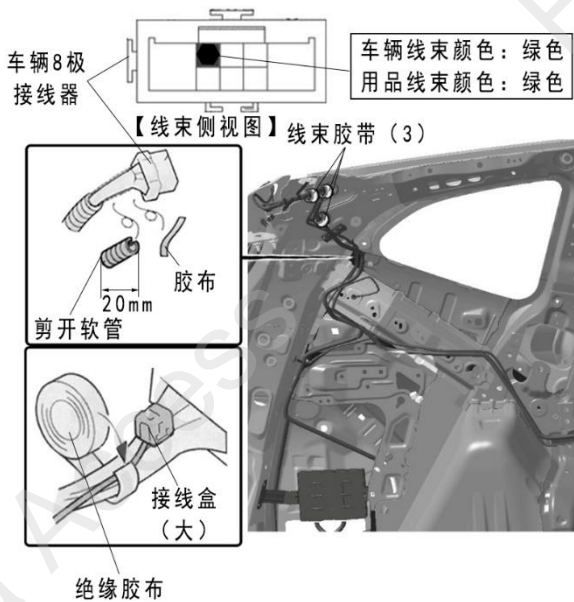 车辆8极
接线器
车辆线束颜色：绿色
用品线束颜色：绿色
【线束侧视图】
线束胶带（3）
胶布
20mm
剪开软管
接线盒
（大）
绝缘胶布
Access